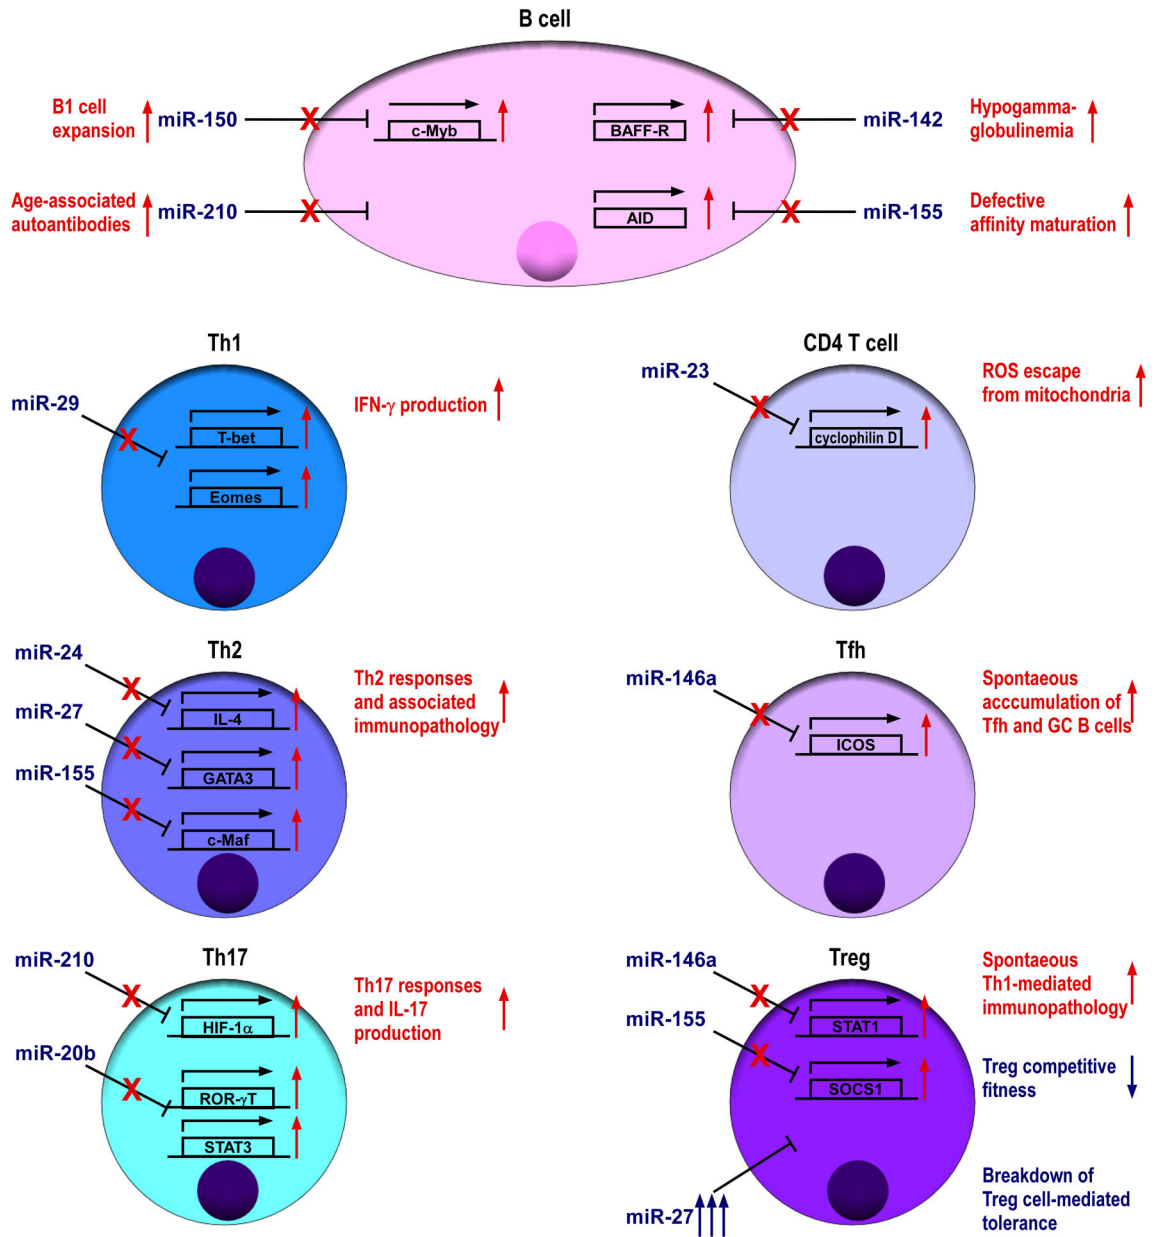 B cell
B1 cell
expansion
miR-150
c-Myb
BAFF-R
miR-142
Hypogamma-
globulinemia
Age-associated
autoantibodies
miR-210
AID
miR-155
Defective
affinity maturation
Th1
miR-29
T-bet
Eomes
IFN-γ production
CD4 T cell
miR-23
cyclophilin D
ROS escape
from mitochondria
Th2
miR-24
miR-27
miR-155
IL-4
GATA3
c-Maf
Th2 responses
and associated
immunopathology
Tfh
miR-146a
ICOS
Spontaeous
acccumulation of
Tfh and GC B cells
Th17
miR-210
miR-20b
HIF-1α
ROR-γT
STAT3
Th17 responses
and IL-17
production
Treg
miR-146a
miR-155
miR-27
STAT1
SOCS1
Spontaneous
Th1-mediated
immunopathology
Treg competitive
fitness
Breakdown of
Treg cell-mediated
tolerance